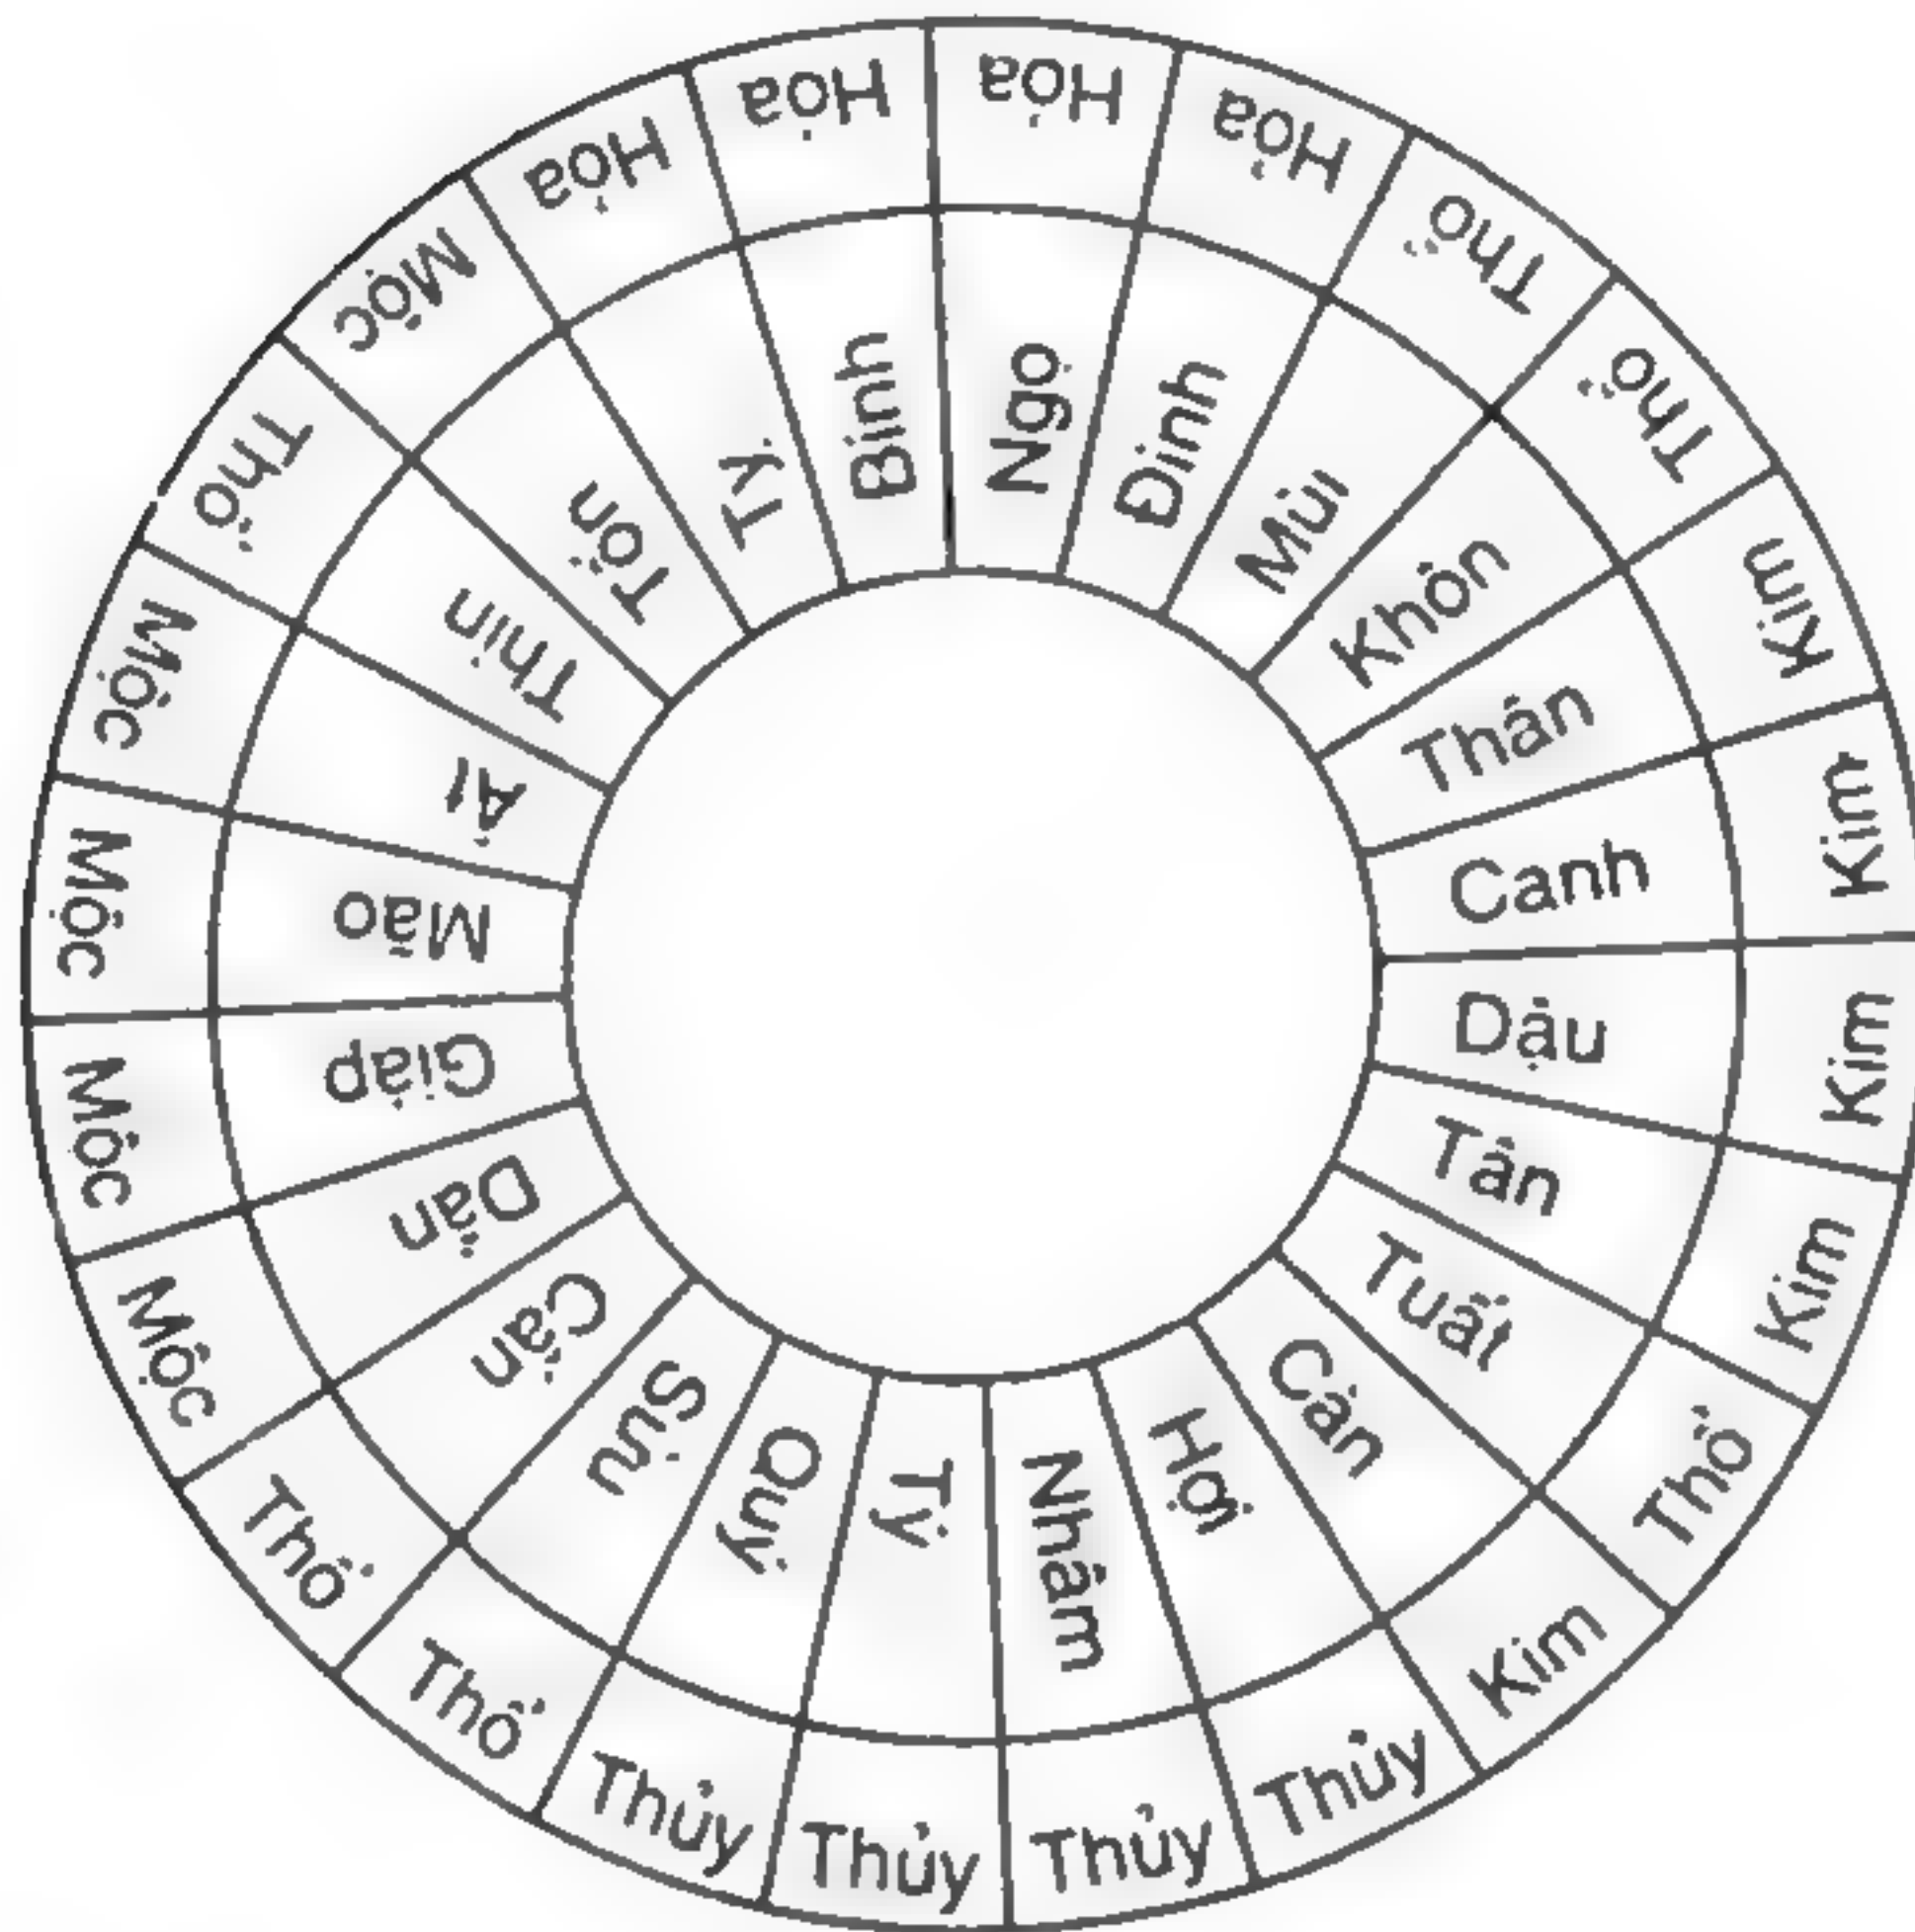 Hỏa
Hỏa
Thổ
Thổ
Kim
Kim
Kim
Kim
Thổ
Kim
Thủy
Thủy
Thủy
Thủy
Thổ
Thổ
Mộc
Mộc
Mộc
Mộc
Thổ
Mộc
Hỏa
Hỏa
Ngọ
Đinh
Mùi
Khôn
Thân
Canh
Dậu
Tân
Tuất
Càn
Hợi
Nhâm
Tý
Quý
Sửu
Cấn
Dần
Giáp
Mão
Ất
Thìn
Tốn
Tỵ
Bính